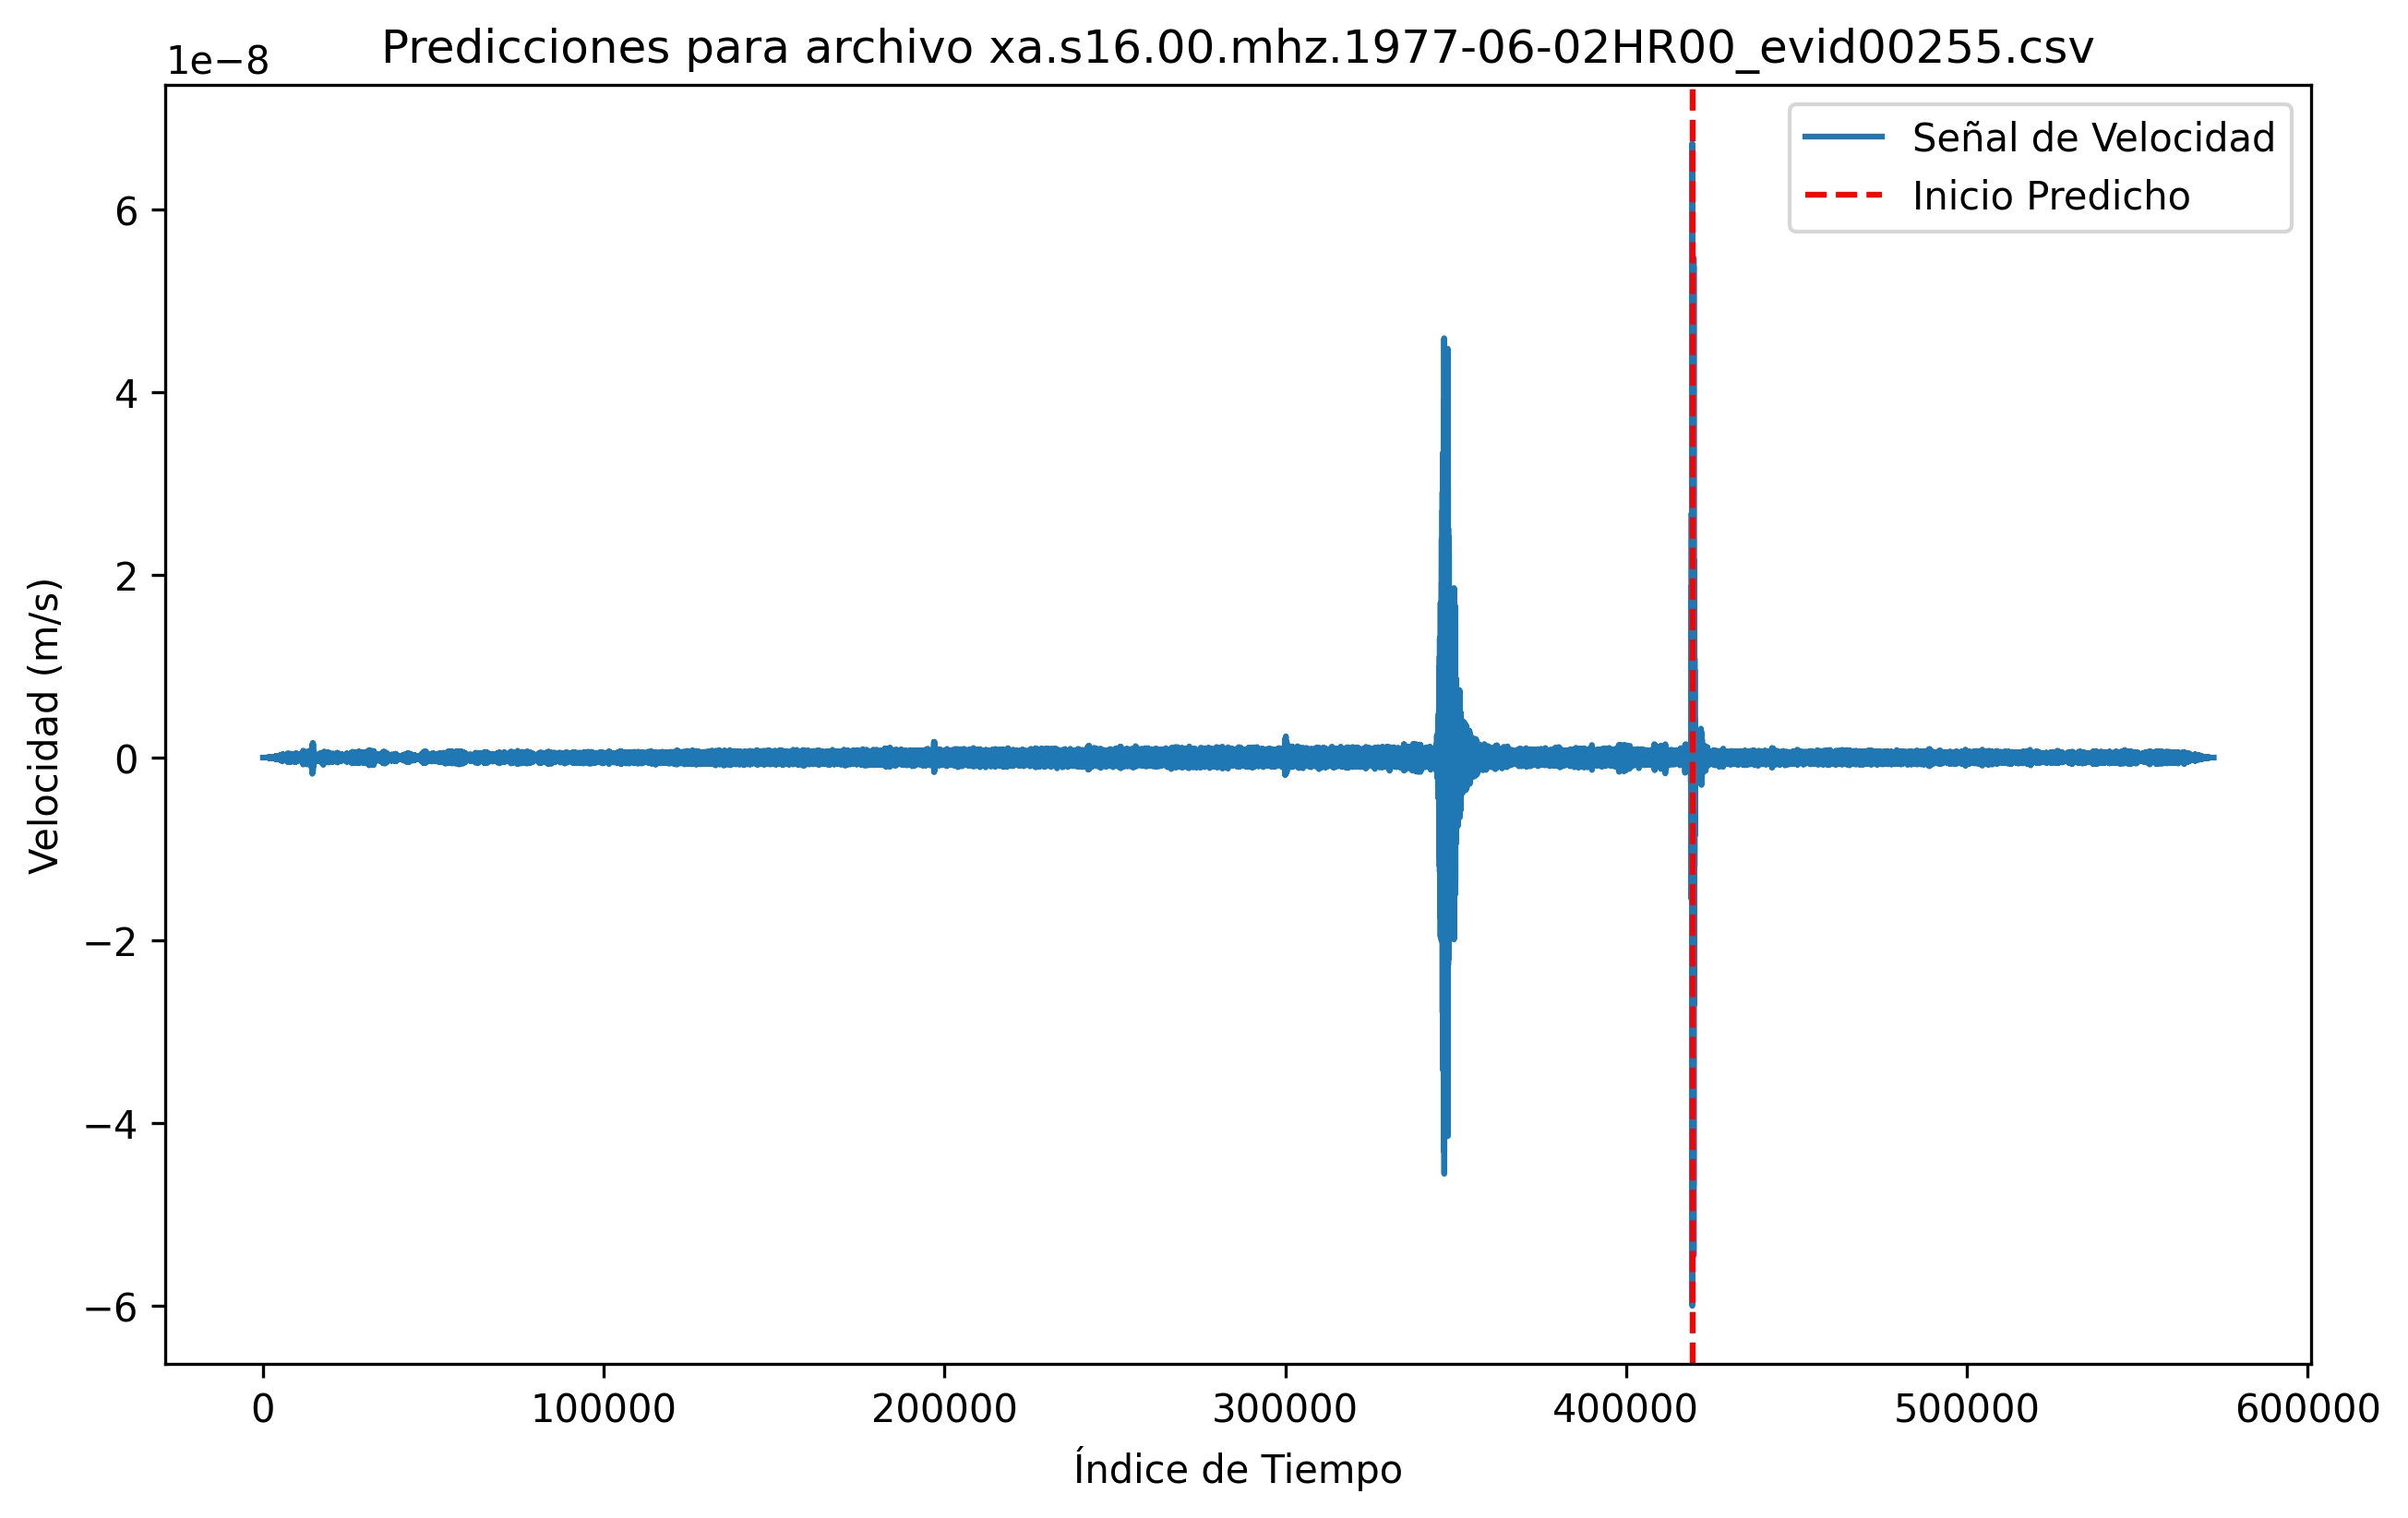 Predicciones para archivo xa.s16.00.mhz.1977-06-02HR00_evid00255.csv
1e−8
Señal de Velocidad
Inicio Predicho
6
4
2
0
−2
−4
−6
Velocidad (m/s)
0 100000 200000 300000 400000 500000 600000
Índice de Tiempo